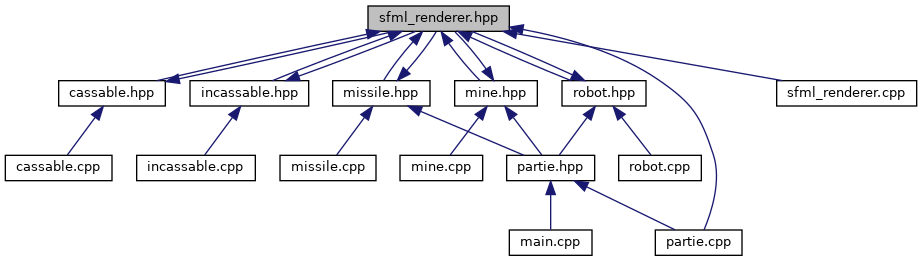 sfml_renderer.hpp
cassable.hpp
incassable.hpp
missile.hpp
mine.hpp
robot.hpp
sfml_renderer.cpp
cassable.cpp
incassable.cpp
missile.cpp
mine.cpp
partie.hpp
robot.cpp
main.cpp
partie.cpp